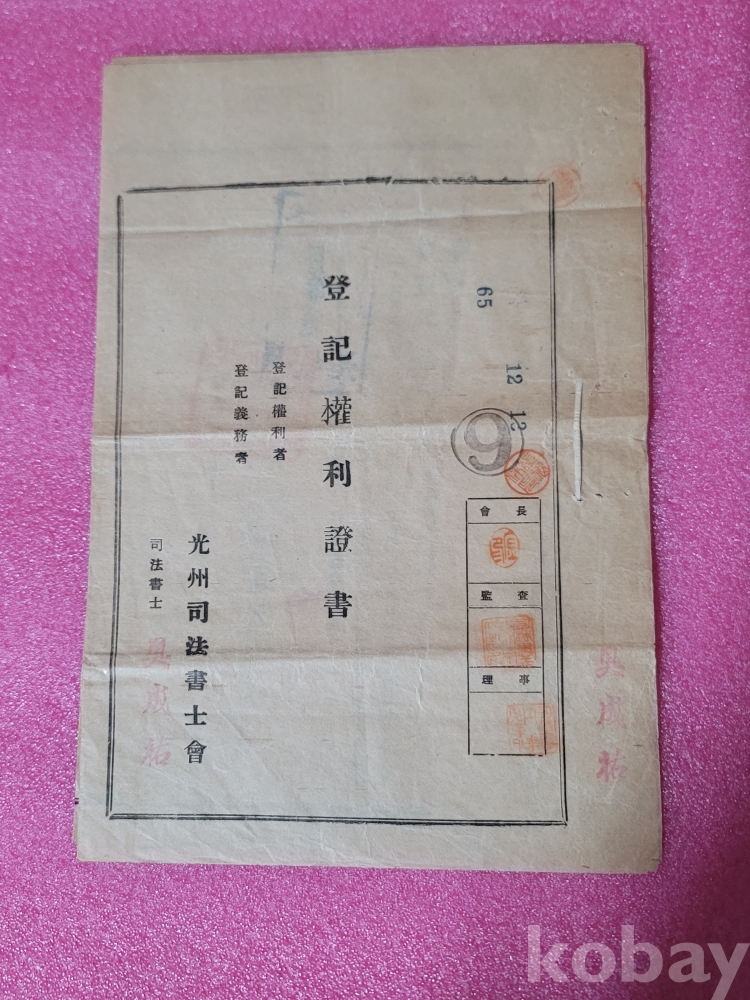 65 12 12
9
會長
監査
理事
登記權利證書
登記權利者
登記義務者
光州司法書士會
司法書士
kobay